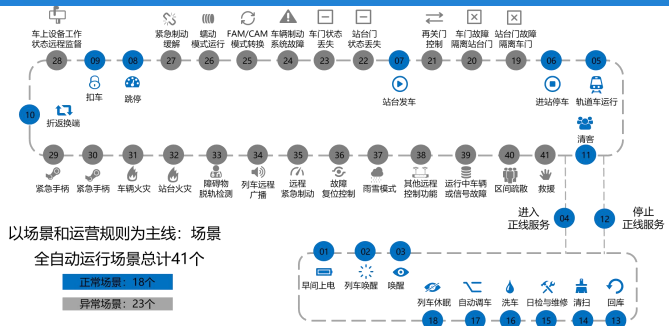 车上设备工作
状态远程监督
紧急制动
缓解
蠕动
模式运行
FAM/CAM
模式转换
车辆制动
系统故障
车门状态
丢失
站台门
状态丢失
再关门
控制
车门故障
隔离站台门
站台门故障
隔离车门
28
09
08
27
26
25
24
23
22
07
21
20
19
06
05
扣车
跳停
站台发车
进站停车
轨道车运行
10
折返换端
清客
29
30
31
32
33
34
35
36
37
38
39
40
41
11
紧急手柄
紧急手柄
车辆火灾
站台火灾
障碍物
脱轨检测
列车远程
广播
远程
紧急制动
故障
复位控制
雨雪模式
其他远程
控制功能
运行中车辆
或信号故障
区间疏散
救援
进入
正线服务
04
12
停止
正线服务
以场景和运营规则为主线：场景
全自动运行场景总计41个
正常场景：18个
异常场景：23个
01
02
03
早间上电
列车唤醒
唤醒
列车休眠
自动调车
洗车
日检与维修
清扫
回库
18
17
16
15
14
13